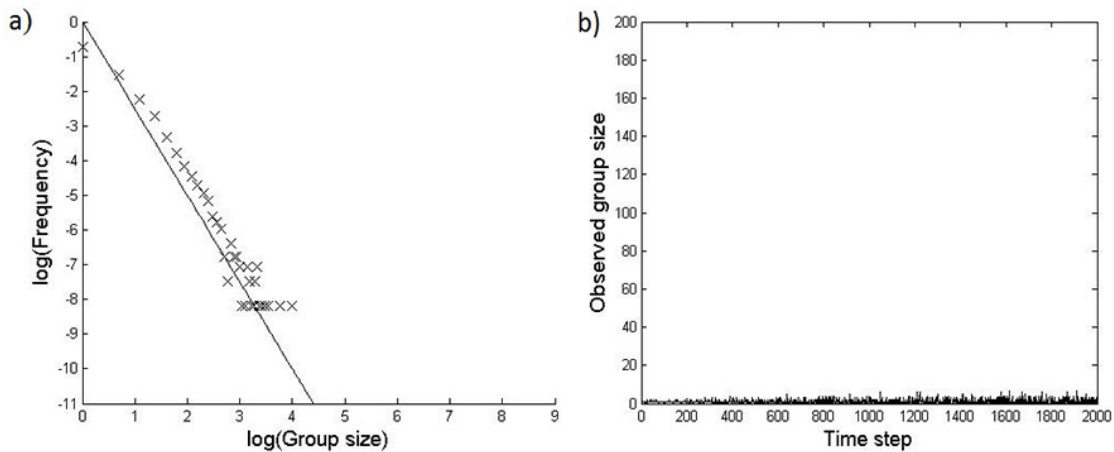 a)
0
-1
-2
-3
-4
-5
-6
-7
-8
-9
-10
-11
log(Frequency)
0 1 2 3 4 5 6 7 8 9
log(Group size)
b)
200
180
160
140
120
100
80
60
40
20
0
Observed group size
0 200 400 600 800 1000 1200 1400 1600 1800 2000
Time step